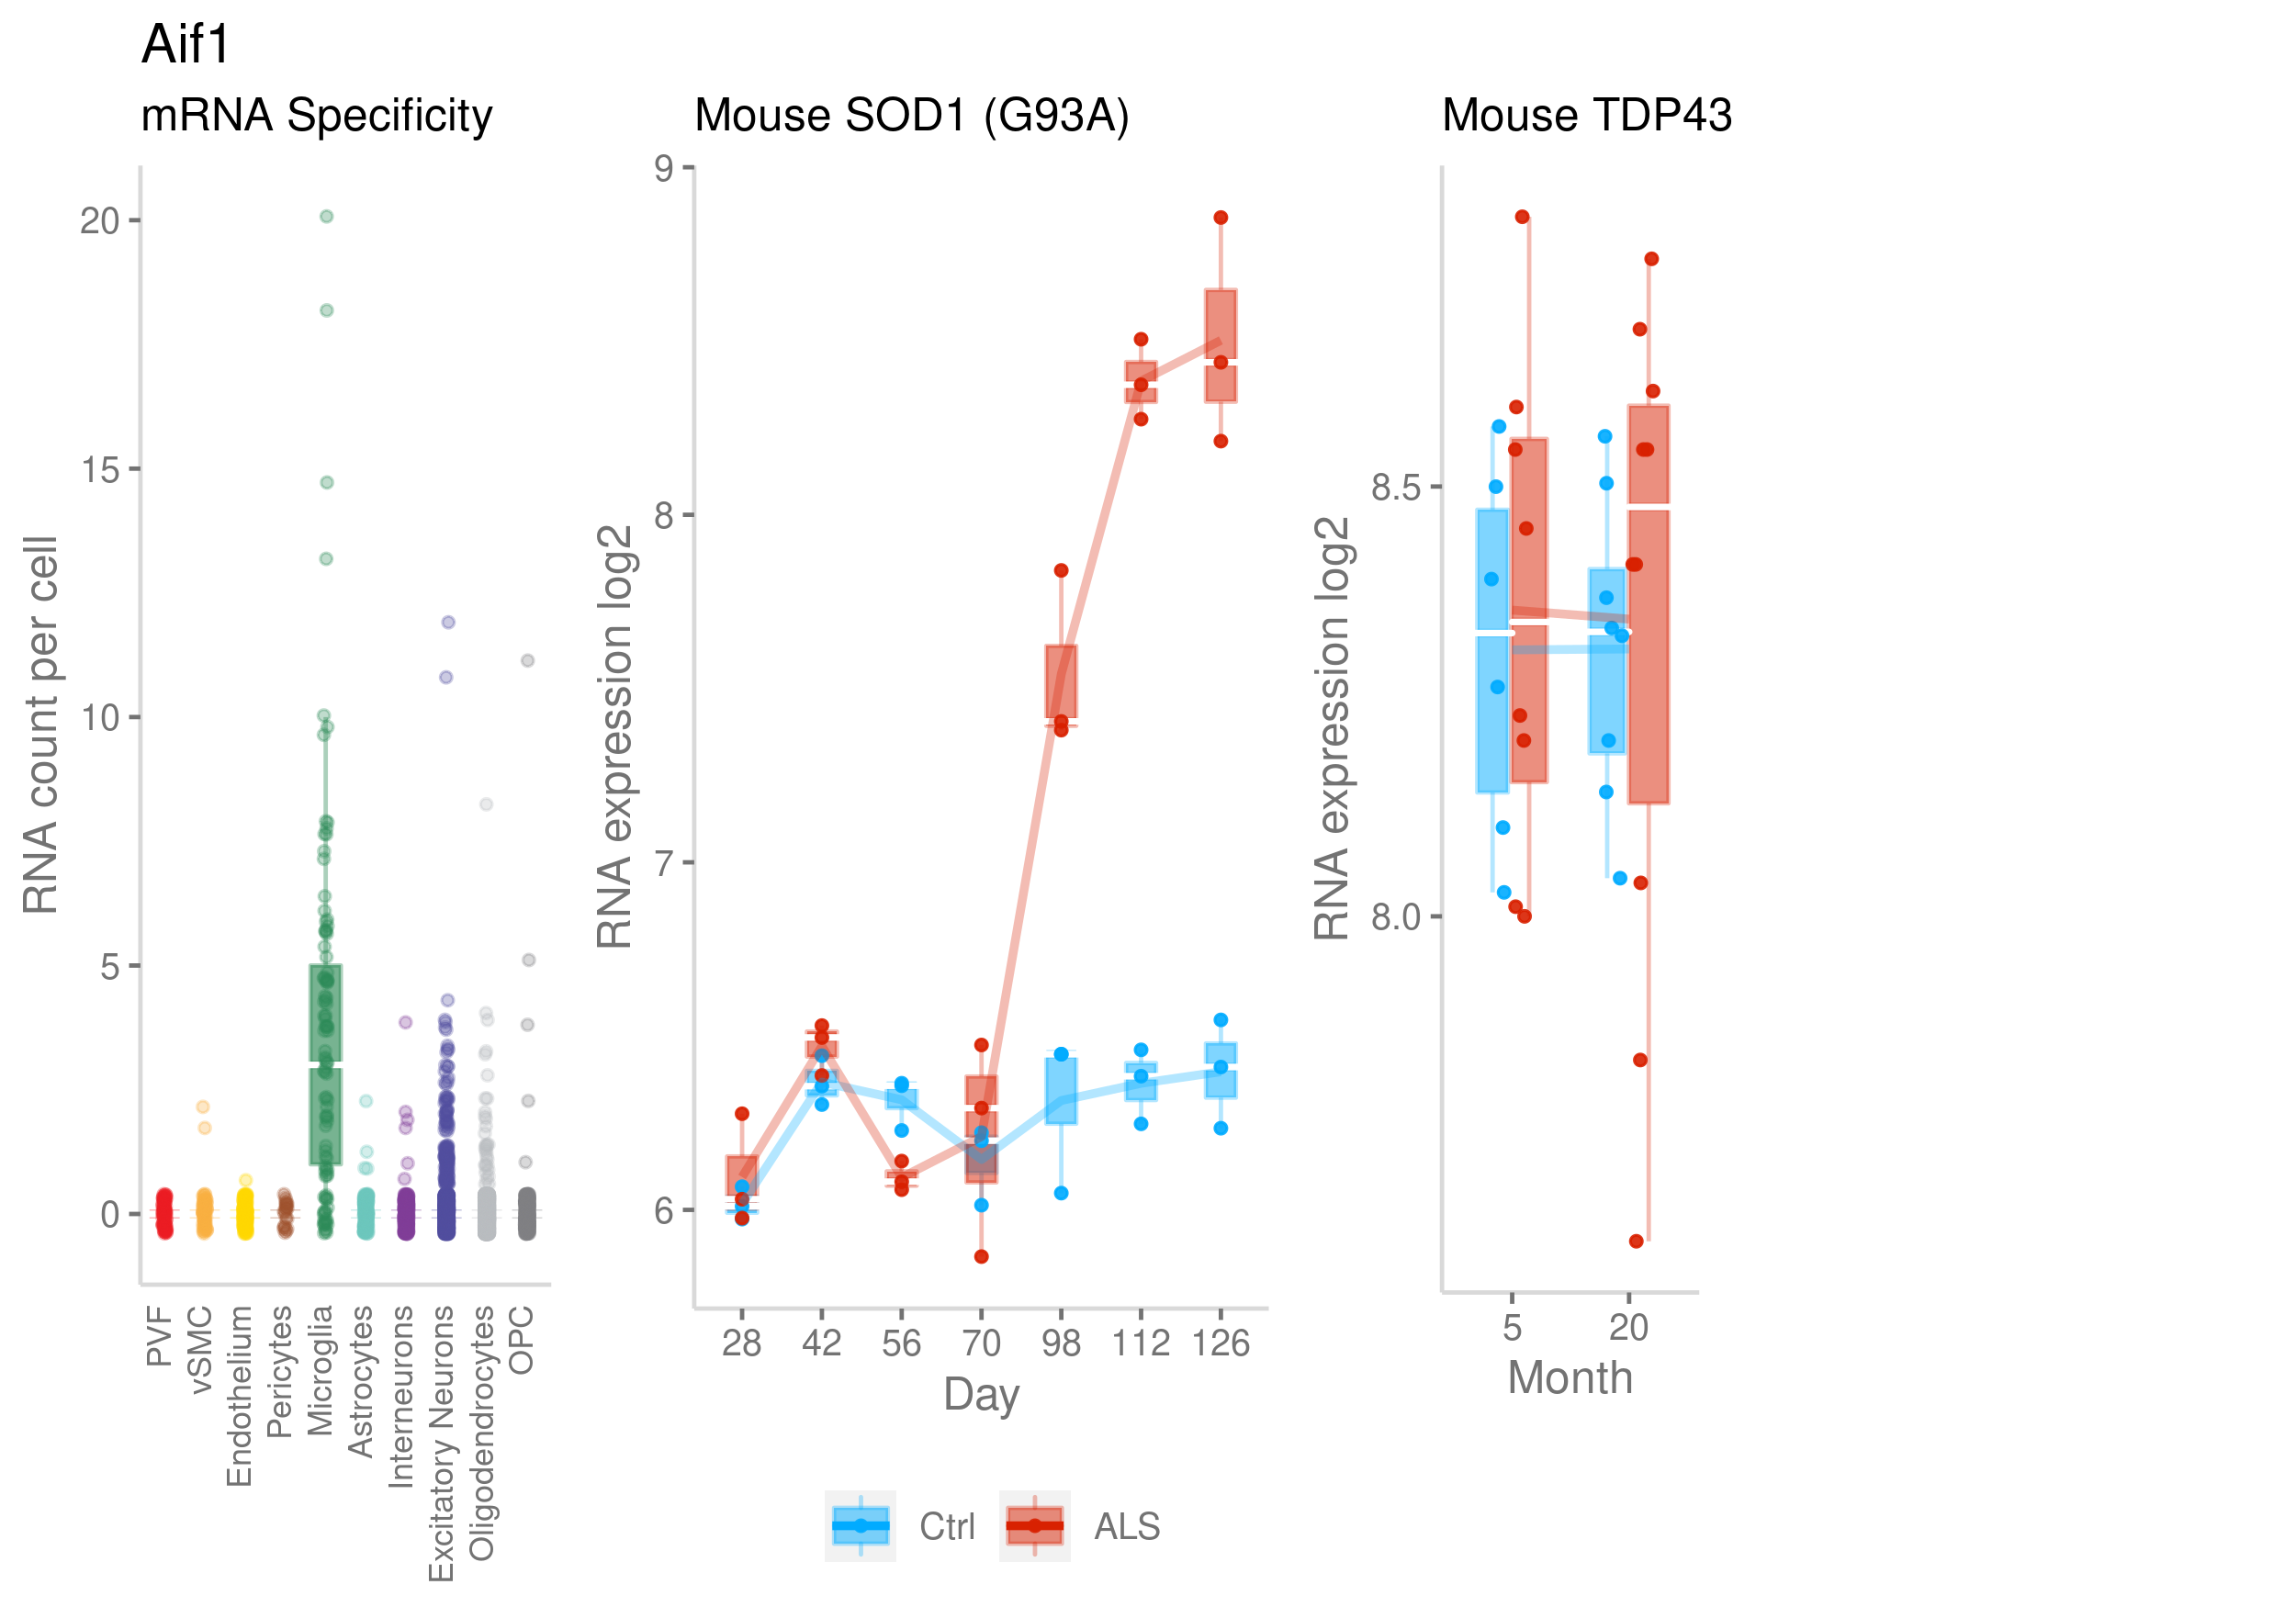 Aif1
mRNA Specificity
RNA count per cell
20
15
10
5
0
PVF
vSMC
Endothelium
Pericytes
Microglia
Astrocytes
Interneurons
Excitatory Neurons
Oligodendrocytes
OPC
Mouse SOD1 (G93A)
RNA expression log2
9
8
7
6
28 42 56 70 98 112 126
Day
Mouse TDP43
RNA expression log2
8.5
8.0
5 20
Month
Ctrl ALS